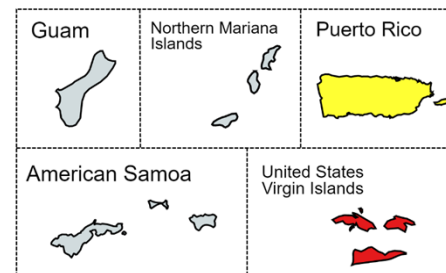 Guam
Northern Mariana
Islands
Puerto Rico
American Samoa
United States
Virgin Islands